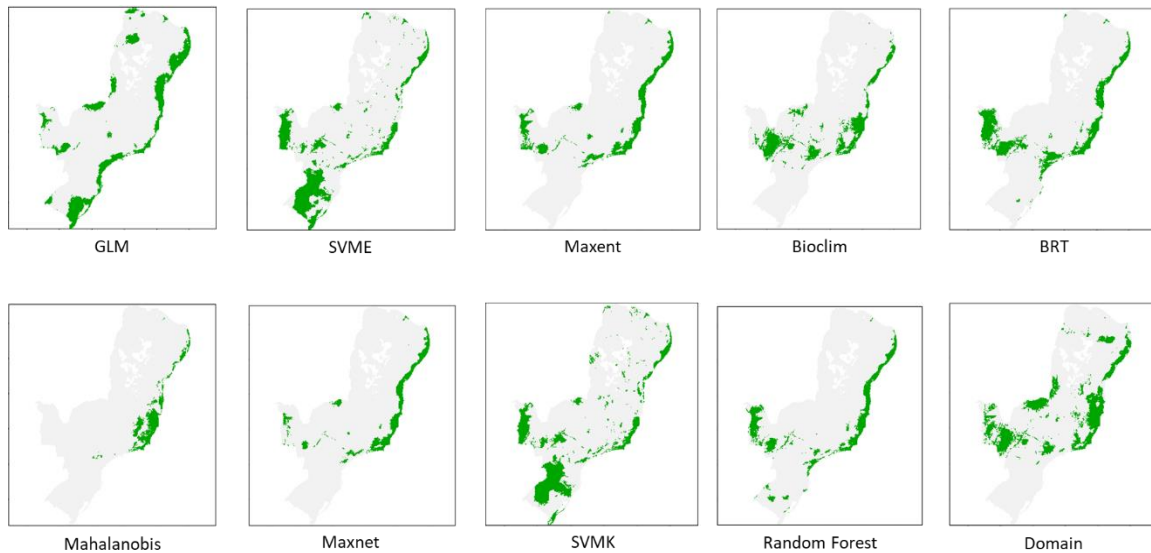 GLM
SVME
Maxent
Bioclim
BRT
Mahalanobis
Maxnet
SVMK
Random Forest
Domain